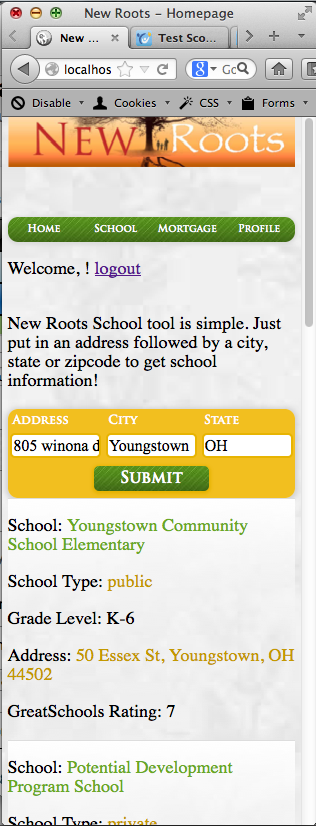 New Roots – Homepage
New ...
Test Sco...
localhos
Disable
Cookies
CSS
Forms
NEW ROOTS
HOME SCHOOL MORTGAGE PROFILE
Welcome, ! logout
New Roots School tool is simple. Just
put in an address followed by a city,
state or zipcode to get school
information!
ADDRESS CITY STATE
805 winona d Youngstown OH
SUBMIT
School: Youngstown Community
School Elementary
School Type: public
Grade Level: K-6
Address: 50 Essex St, Youngstown, OH
44502
GreatSchools Rating: 7
School: Potential Development
Program School
School Type: private